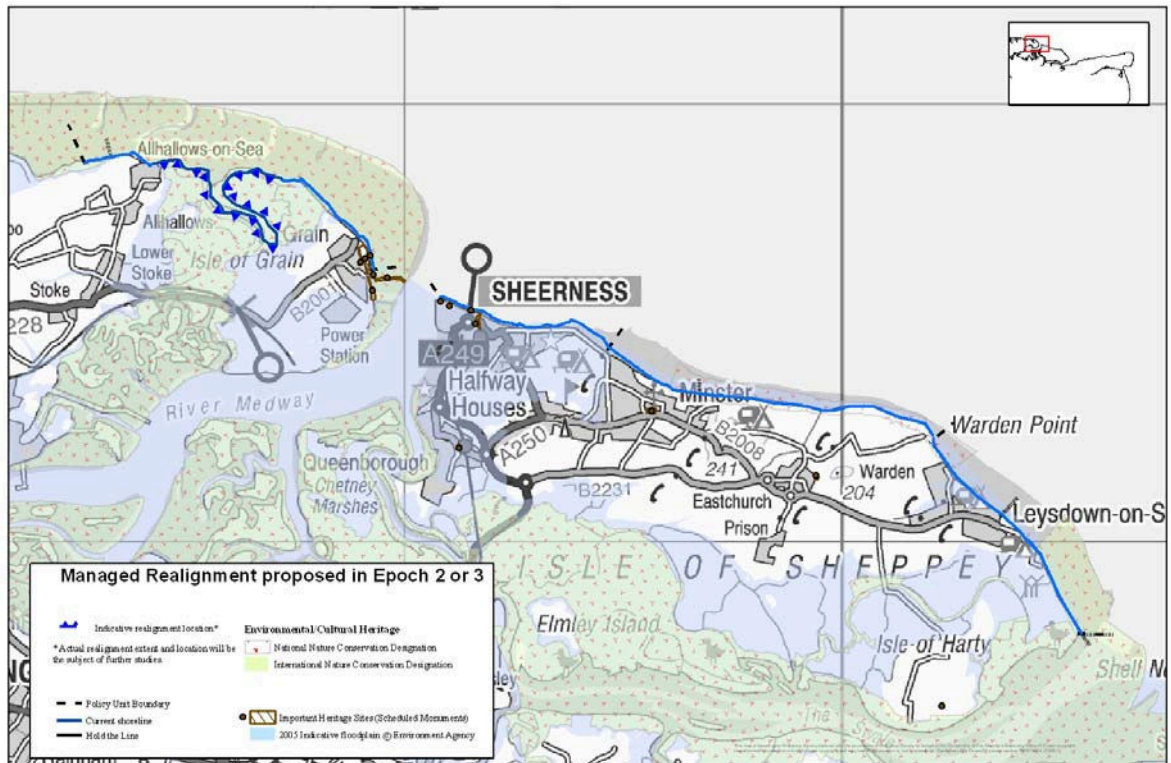 Allhallows-on-Sea
Allhallows
Grain
Isle of Grain
Lower
Stoke
Stoke
228
B2001
Power
Station
River Medway
SHEERNESS
A249
Halfway
Houses
Minster
A250
B2008
241
Warden Point
Warden
204
Queenborough
Chetney
Marshes
B2231
Eastchurch
Prison
Leysdown-on-S
ISLE OF SHEPPEY
Elmley Island
Isle of Harty
Shell N
The
Managed Realignment proposed in Epoch 2 or 3
Indicative realignment location*
*Actual realignment extent and location will be
the subject of further studies.
Environmental/Cultural Heritage
National Nature Conservation Designation
International Nature Conservation Designation
Policy Unit Boundary
Current shoreline
Hold the Line
Important Heritage Sites (Scheduled Monuments)
2005 Indicative floodplain © Environment Agency